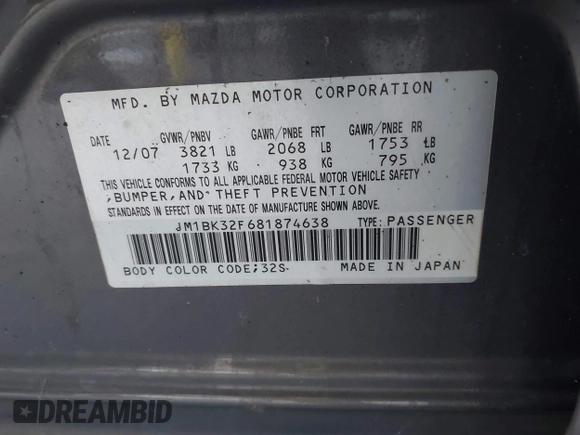 MFD. BY MAZDA MOTOR CORPORATION
DATE GVWR/PNBV GAWR/PNBE FRT GAWR/PNBE RR
12/07 3821 LB 2068 LB 1753 LB
1733 KG 938 KG 795 KG
THIS VEHICLE CONFORMS TO ALL APPLICABLE FEDERAL MOTOR VEHICLE SAFETY
,BUMPER,AND THEFT PREVENTION
STANDARDS IN EFFECT ON THE DATE OF MANUFACTURE SHOWN ABOVE.
JM1BK32F681874638 TYPE: PASSENGER
BODY COLOR CODE;32S MADE IN JAPAN
DREAMBID